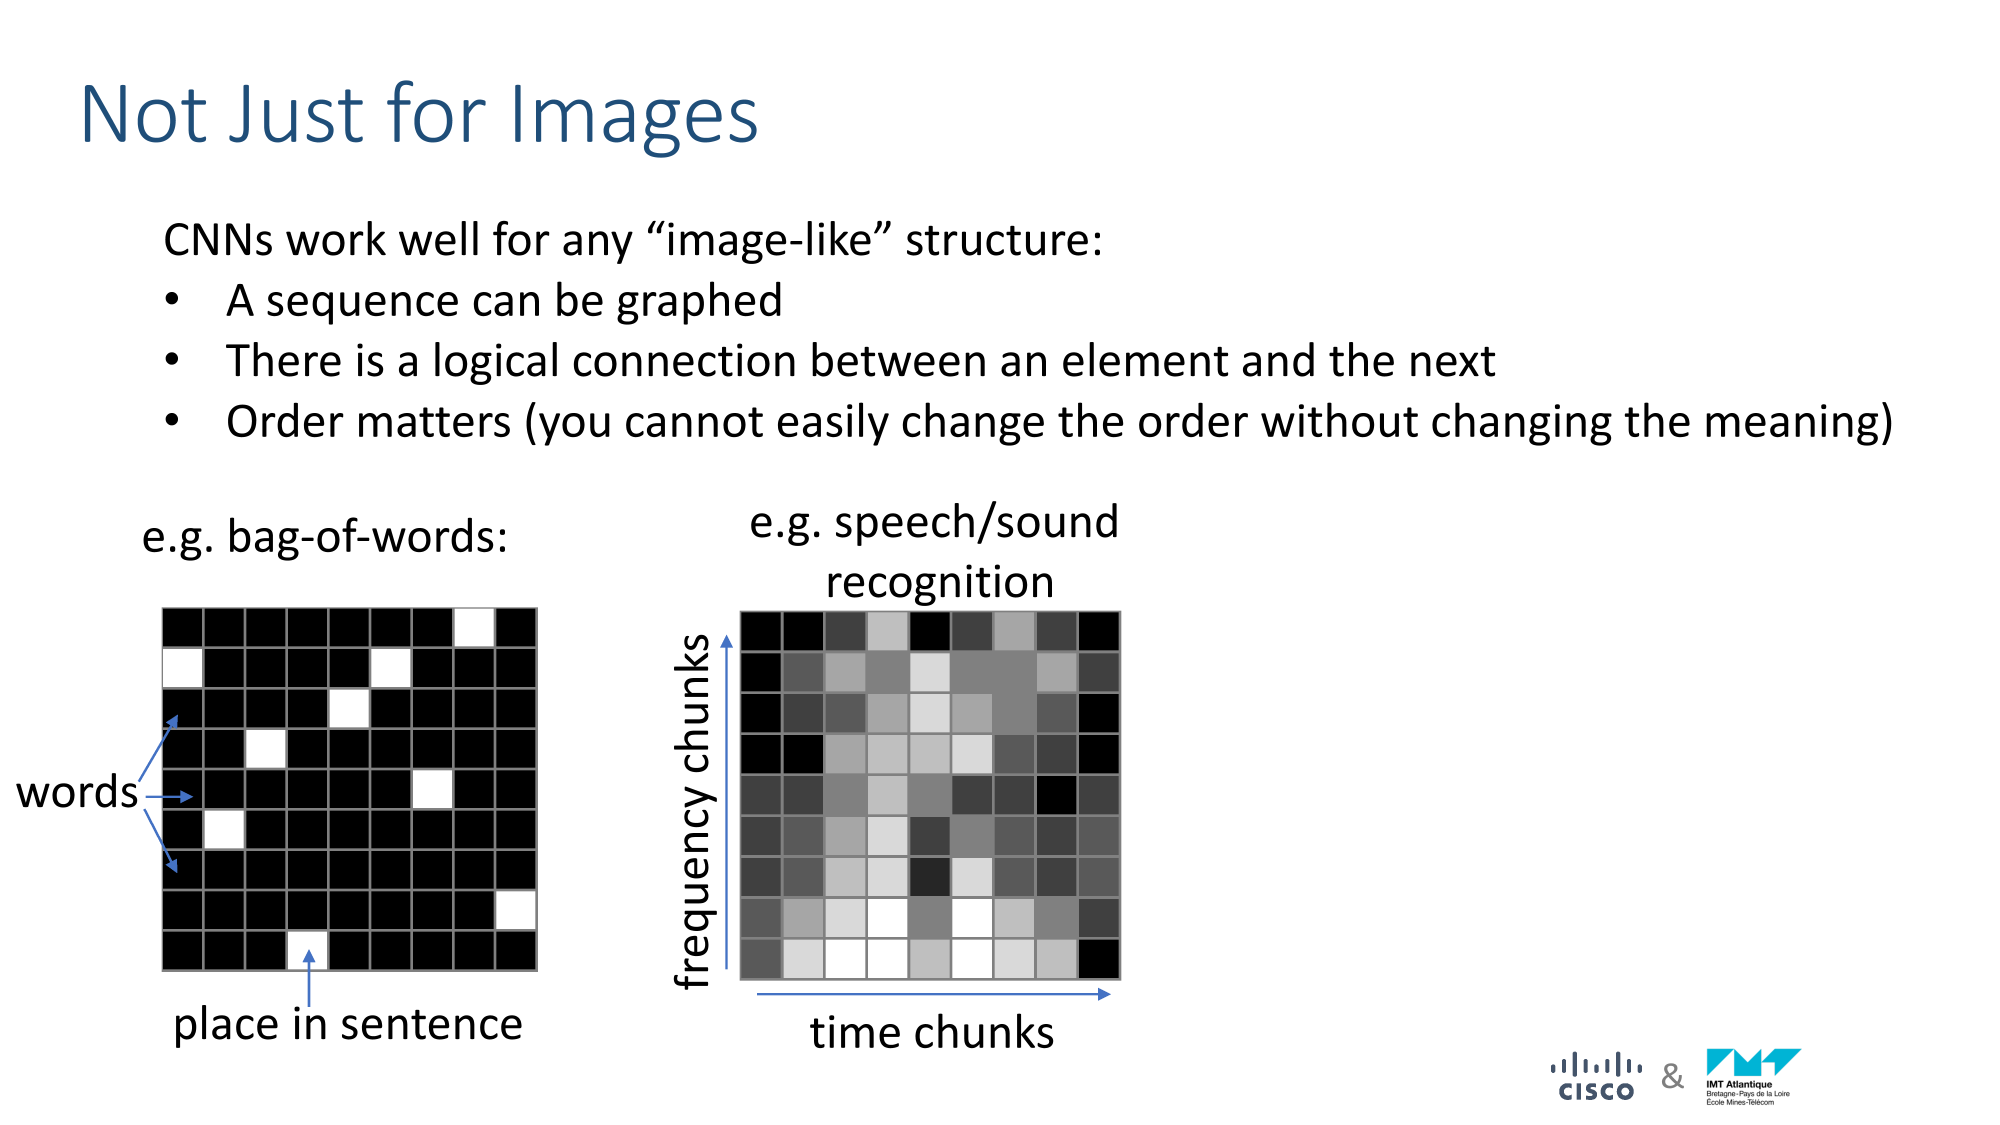 Not Just for Images
CNNs work well for any “image-like” structure:
• A sequence can be graphed
• There is a logical connection between an element and the next
• Order matters (you cannot easily change the order without changing the meaning)
e.g. bag-of-words:
words
place in sentence
e.g. speech/sound
recognition
frequency chunks
time chunks
CISCO
&
IMT Atlantique
Bretagne-Pays de la Loire
École Mines-Télécom